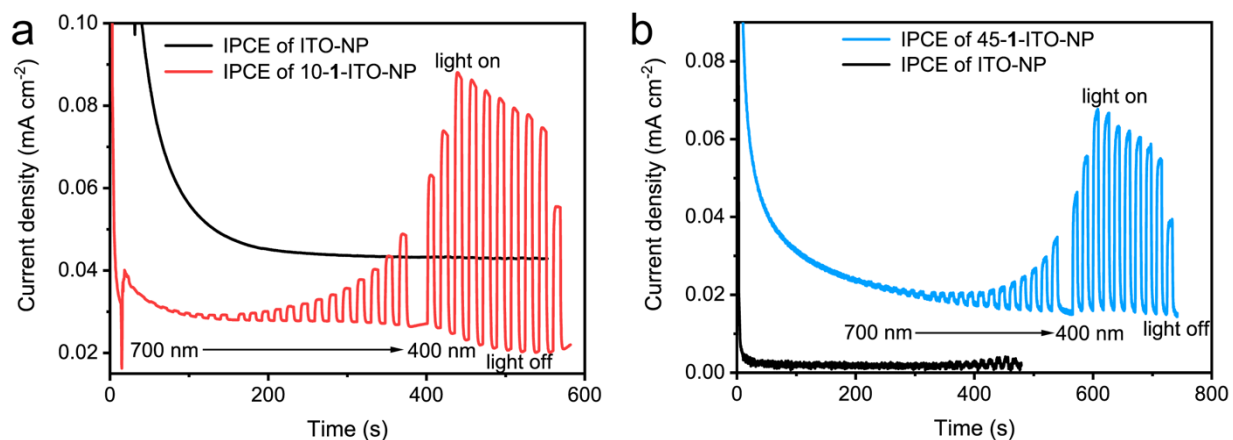 a
IPCE of ITO-NP
IPCE of 10-1-ITO-NP
light on
700 nm
400 nm
light off
0.10
0.08
0.06
0.04
0.02
0
200
400
600
Current density (mA cm⁻²)
Time (s)
b
IPCE of 45-1-ITO-NP
IPCE of ITO-NP
light on
700 nm
400 nm
light off
0.08
0.06
0.04
0.02
0.00
0
200
400
600
800
Current density (mA cm⁻²)
Time (s)